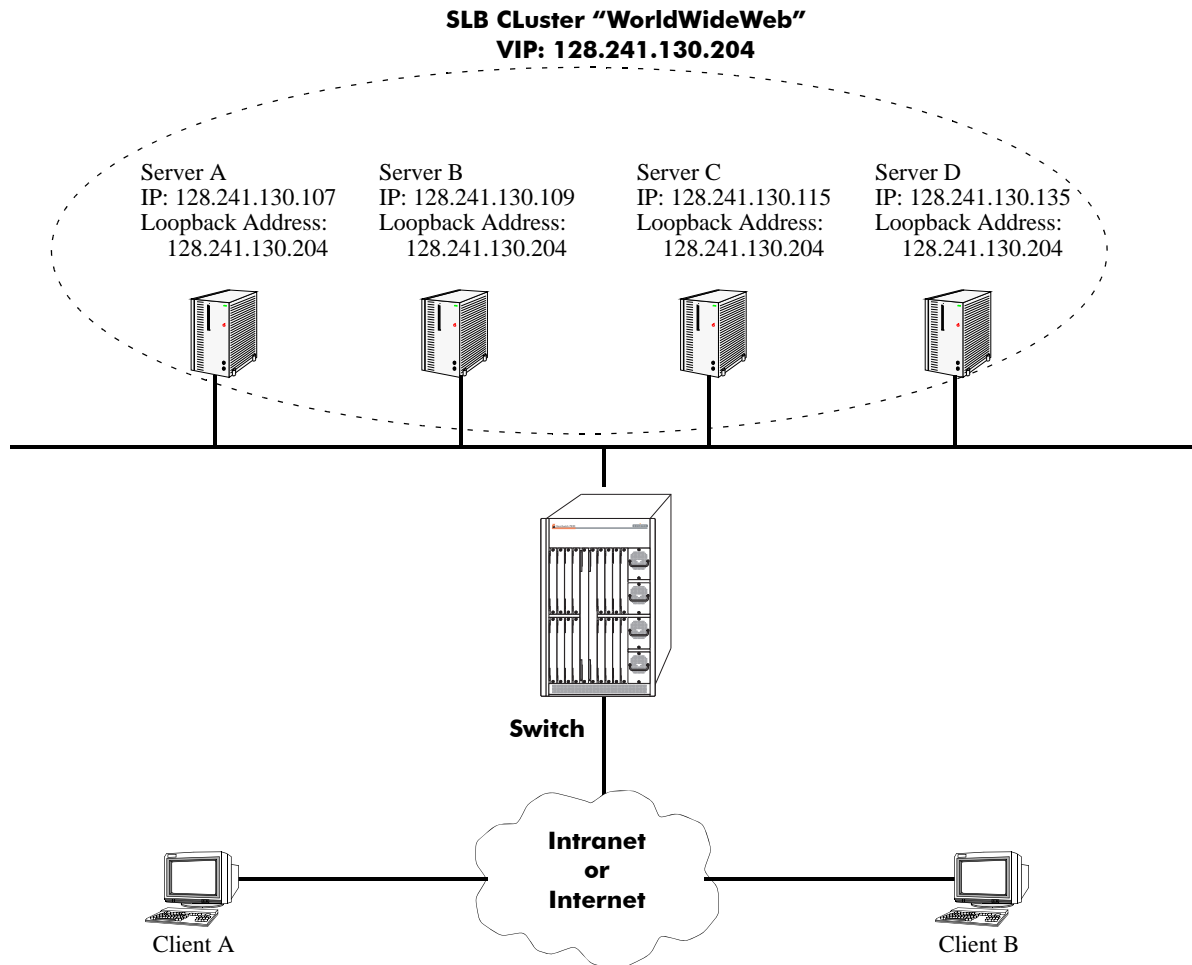 SLB CLuster “WorldWideWeb”
VIP: 128.241.130.204
Server A
IP: 128.241.130.107
Loopback Address:
128.241.130.204
Server B
IP: 128.241.130.109
Loopback Address:
128.241.130.204
Server C
IP: 128.241.130.115
Loopback Address:
128.241.130.204
Server D
IP: 128.241.130.135
Loopback Address:
128.241.130.204
Switch
Intranet
or
Internet
Client A
Client B